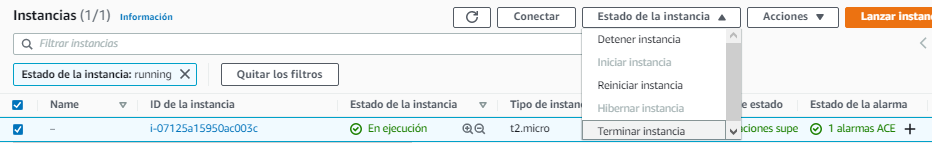 Instancias (1/1) Información
Conectar
Estado de la instancia
Acciones
Lanzar instanc
Filtrar instancias
Detener instancia
Iniciar instancia
Reiniciar instancia
Hibernar instancia
Terminar instancia
Estado de la instancia: running
Quitar los filtros
Name ID de la instancia Estado de la instancia Tipo de instan e estado Estado de la alarma
– i-07125a15950ac003c En ejecución t2.micro aciones supe 1 alarmas ACE